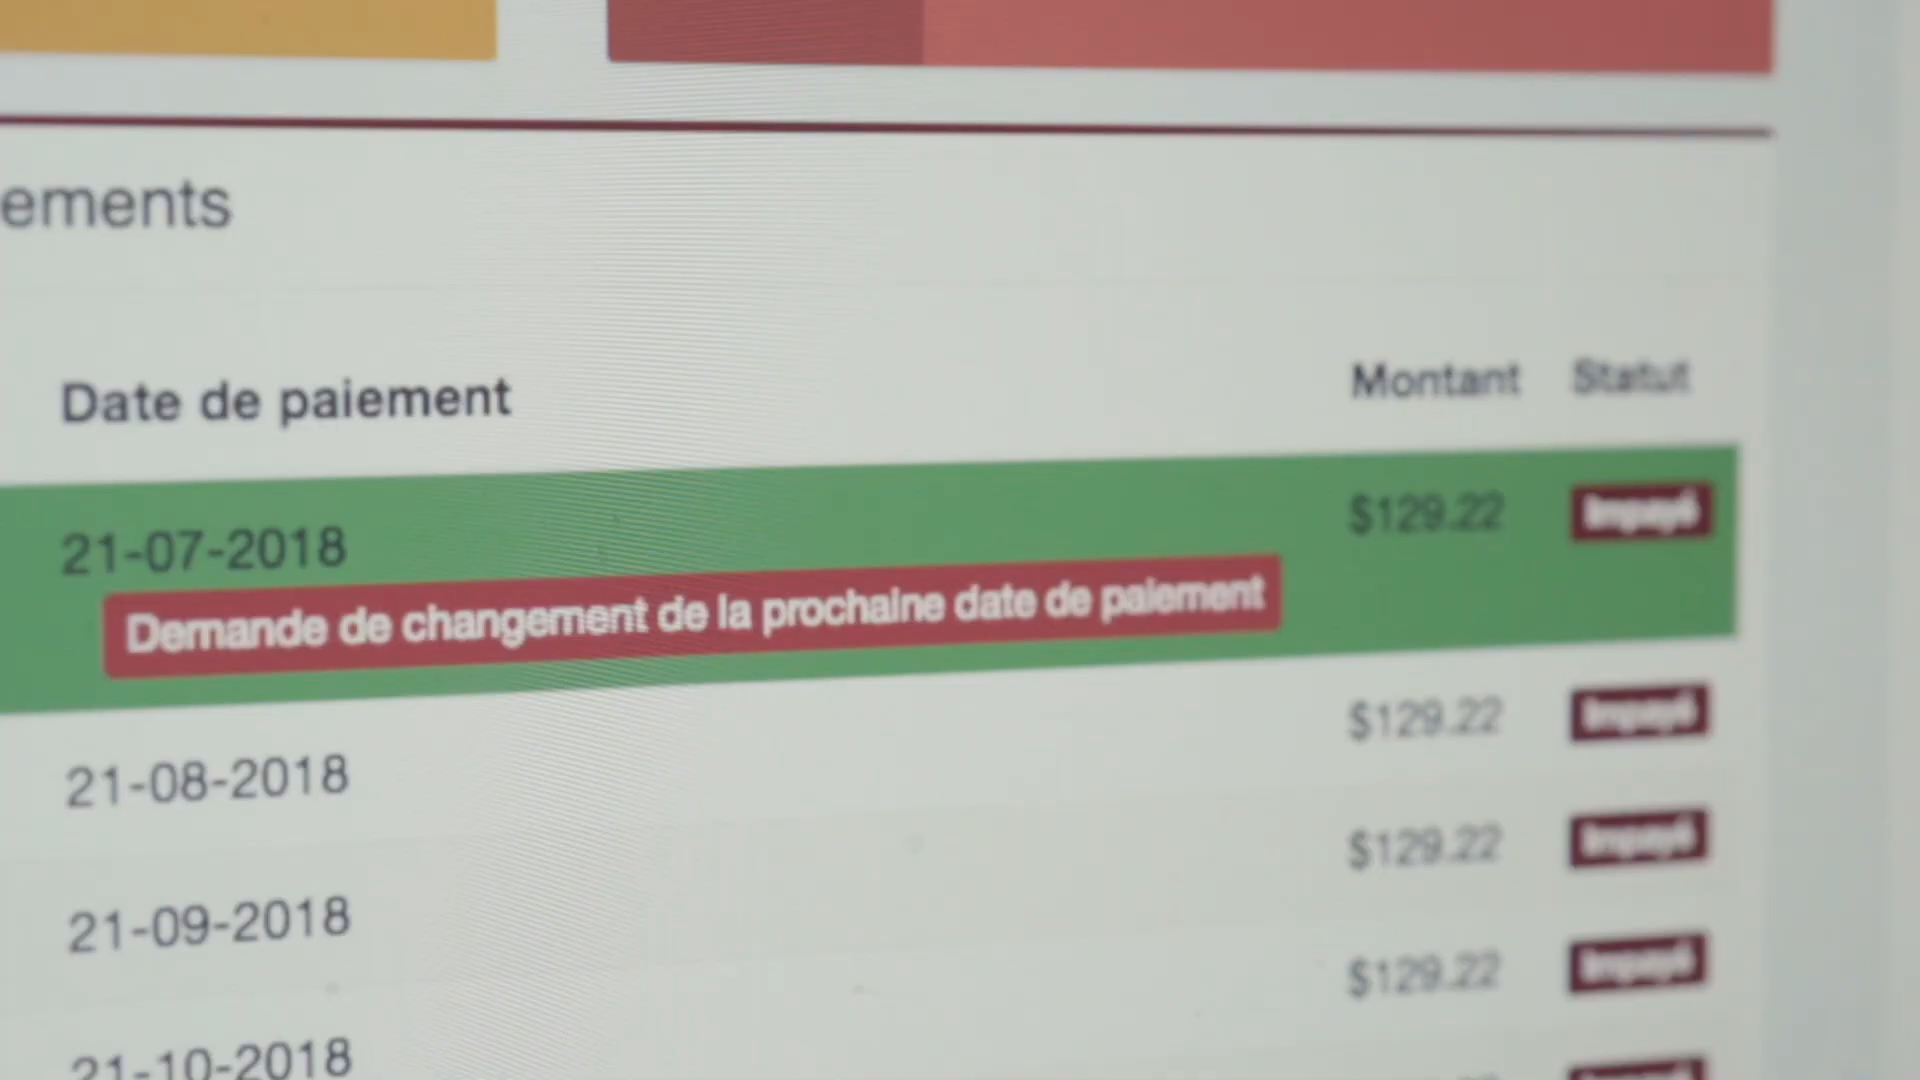 ements
Date de paiement Montant Statut
21-07-2018 $129.22 Impayé
Demande de changement de la prochaine date de paiement
21-08-2018 $129.22 Impayé
21-09-2018 $129.22 Impayé
21-10-2018 $129.22 Impayé